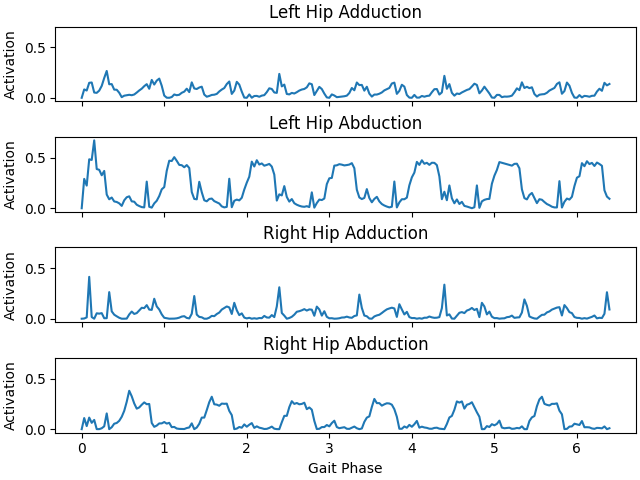 Left Hip Adduction
0.5
0.0
Activation
Left Hip Abduction
0.5
0.0
Activation
Right Hip Adduction
0.5
0.0
Activation
Right Hip Abduction
0.5
0.0
Activation
0 1 2 3 4 5 6
Gait Phase